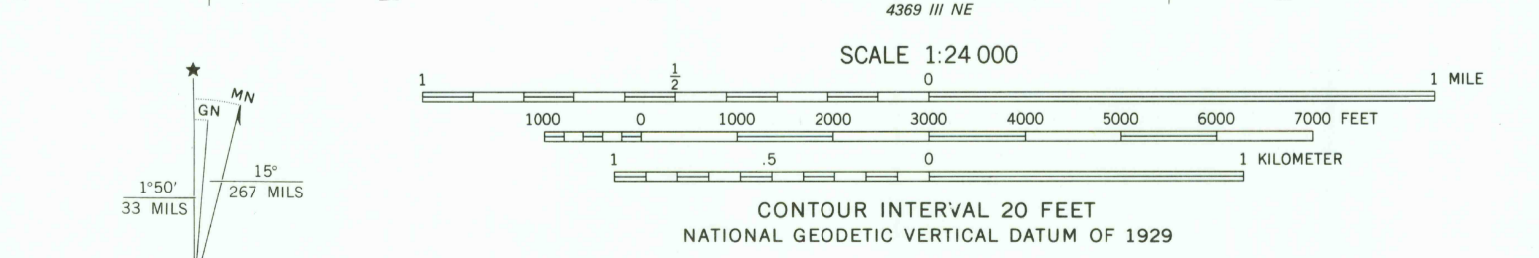 4369 III NE
SCALE 1:24 000
1 1/2 0 1 MILE
1000 0 1000 2000 3000 4000 5000 6000 7000 FEET
1 .5 0 1 KILOMETER
CONTOUR INTERVAL 20 FEET
NATIONAL GEODETIC VERTICAL DATUM OF 1929
★
MN
GN
15°
267 MILS
1°50′
33 MILS